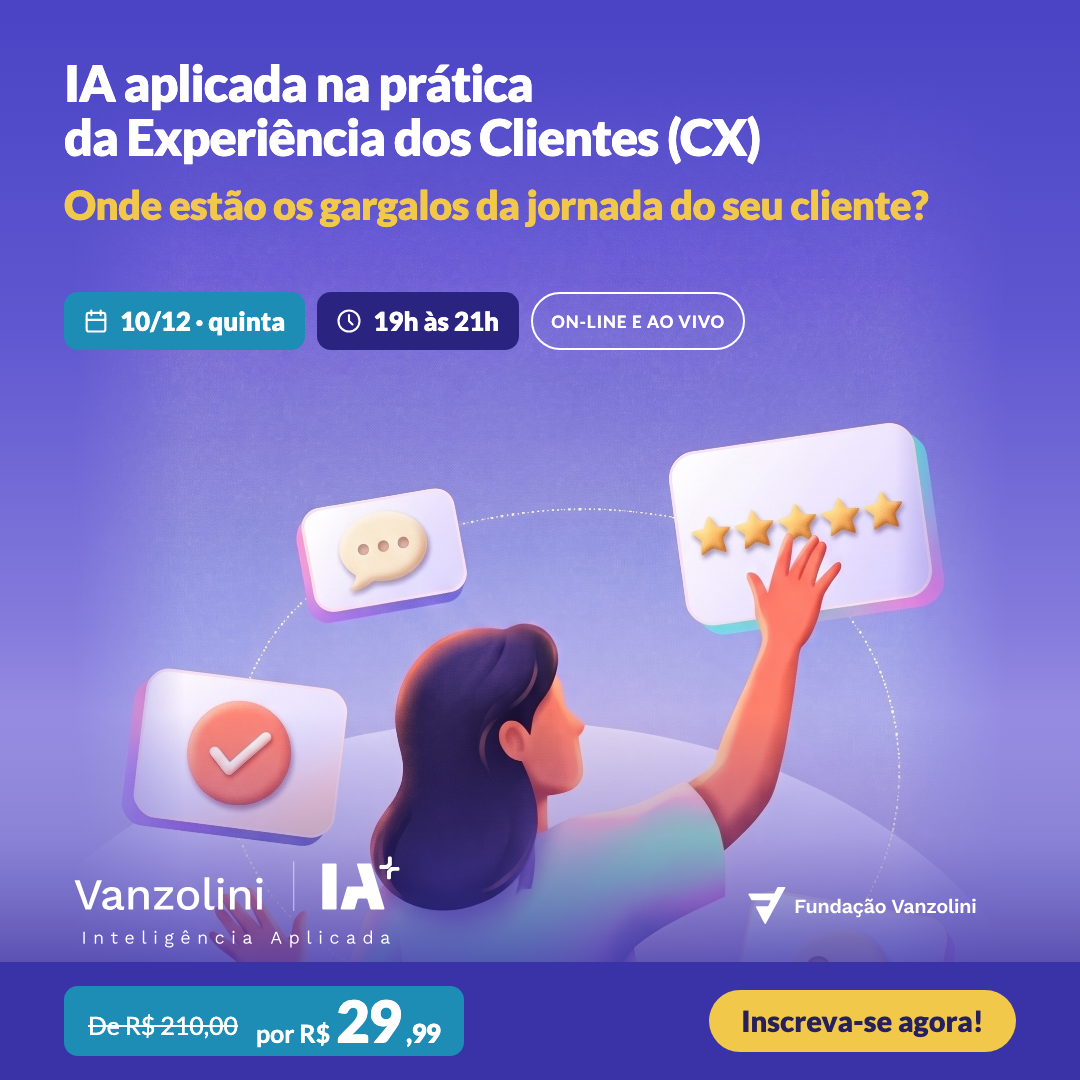 IA aplicada na prática
da Experiência dos Clientes (CX)
Onde estão os gargalos da jornada do seu cliente?
10/12 · quinta
19h às 21h
ON-LINE E AO VIVO
Vanzolini | IA+
Inteligência Aplicada
Fundação Vanzolini
De R$ 210,00 por R$ 29,99
Inscreva-se agora!